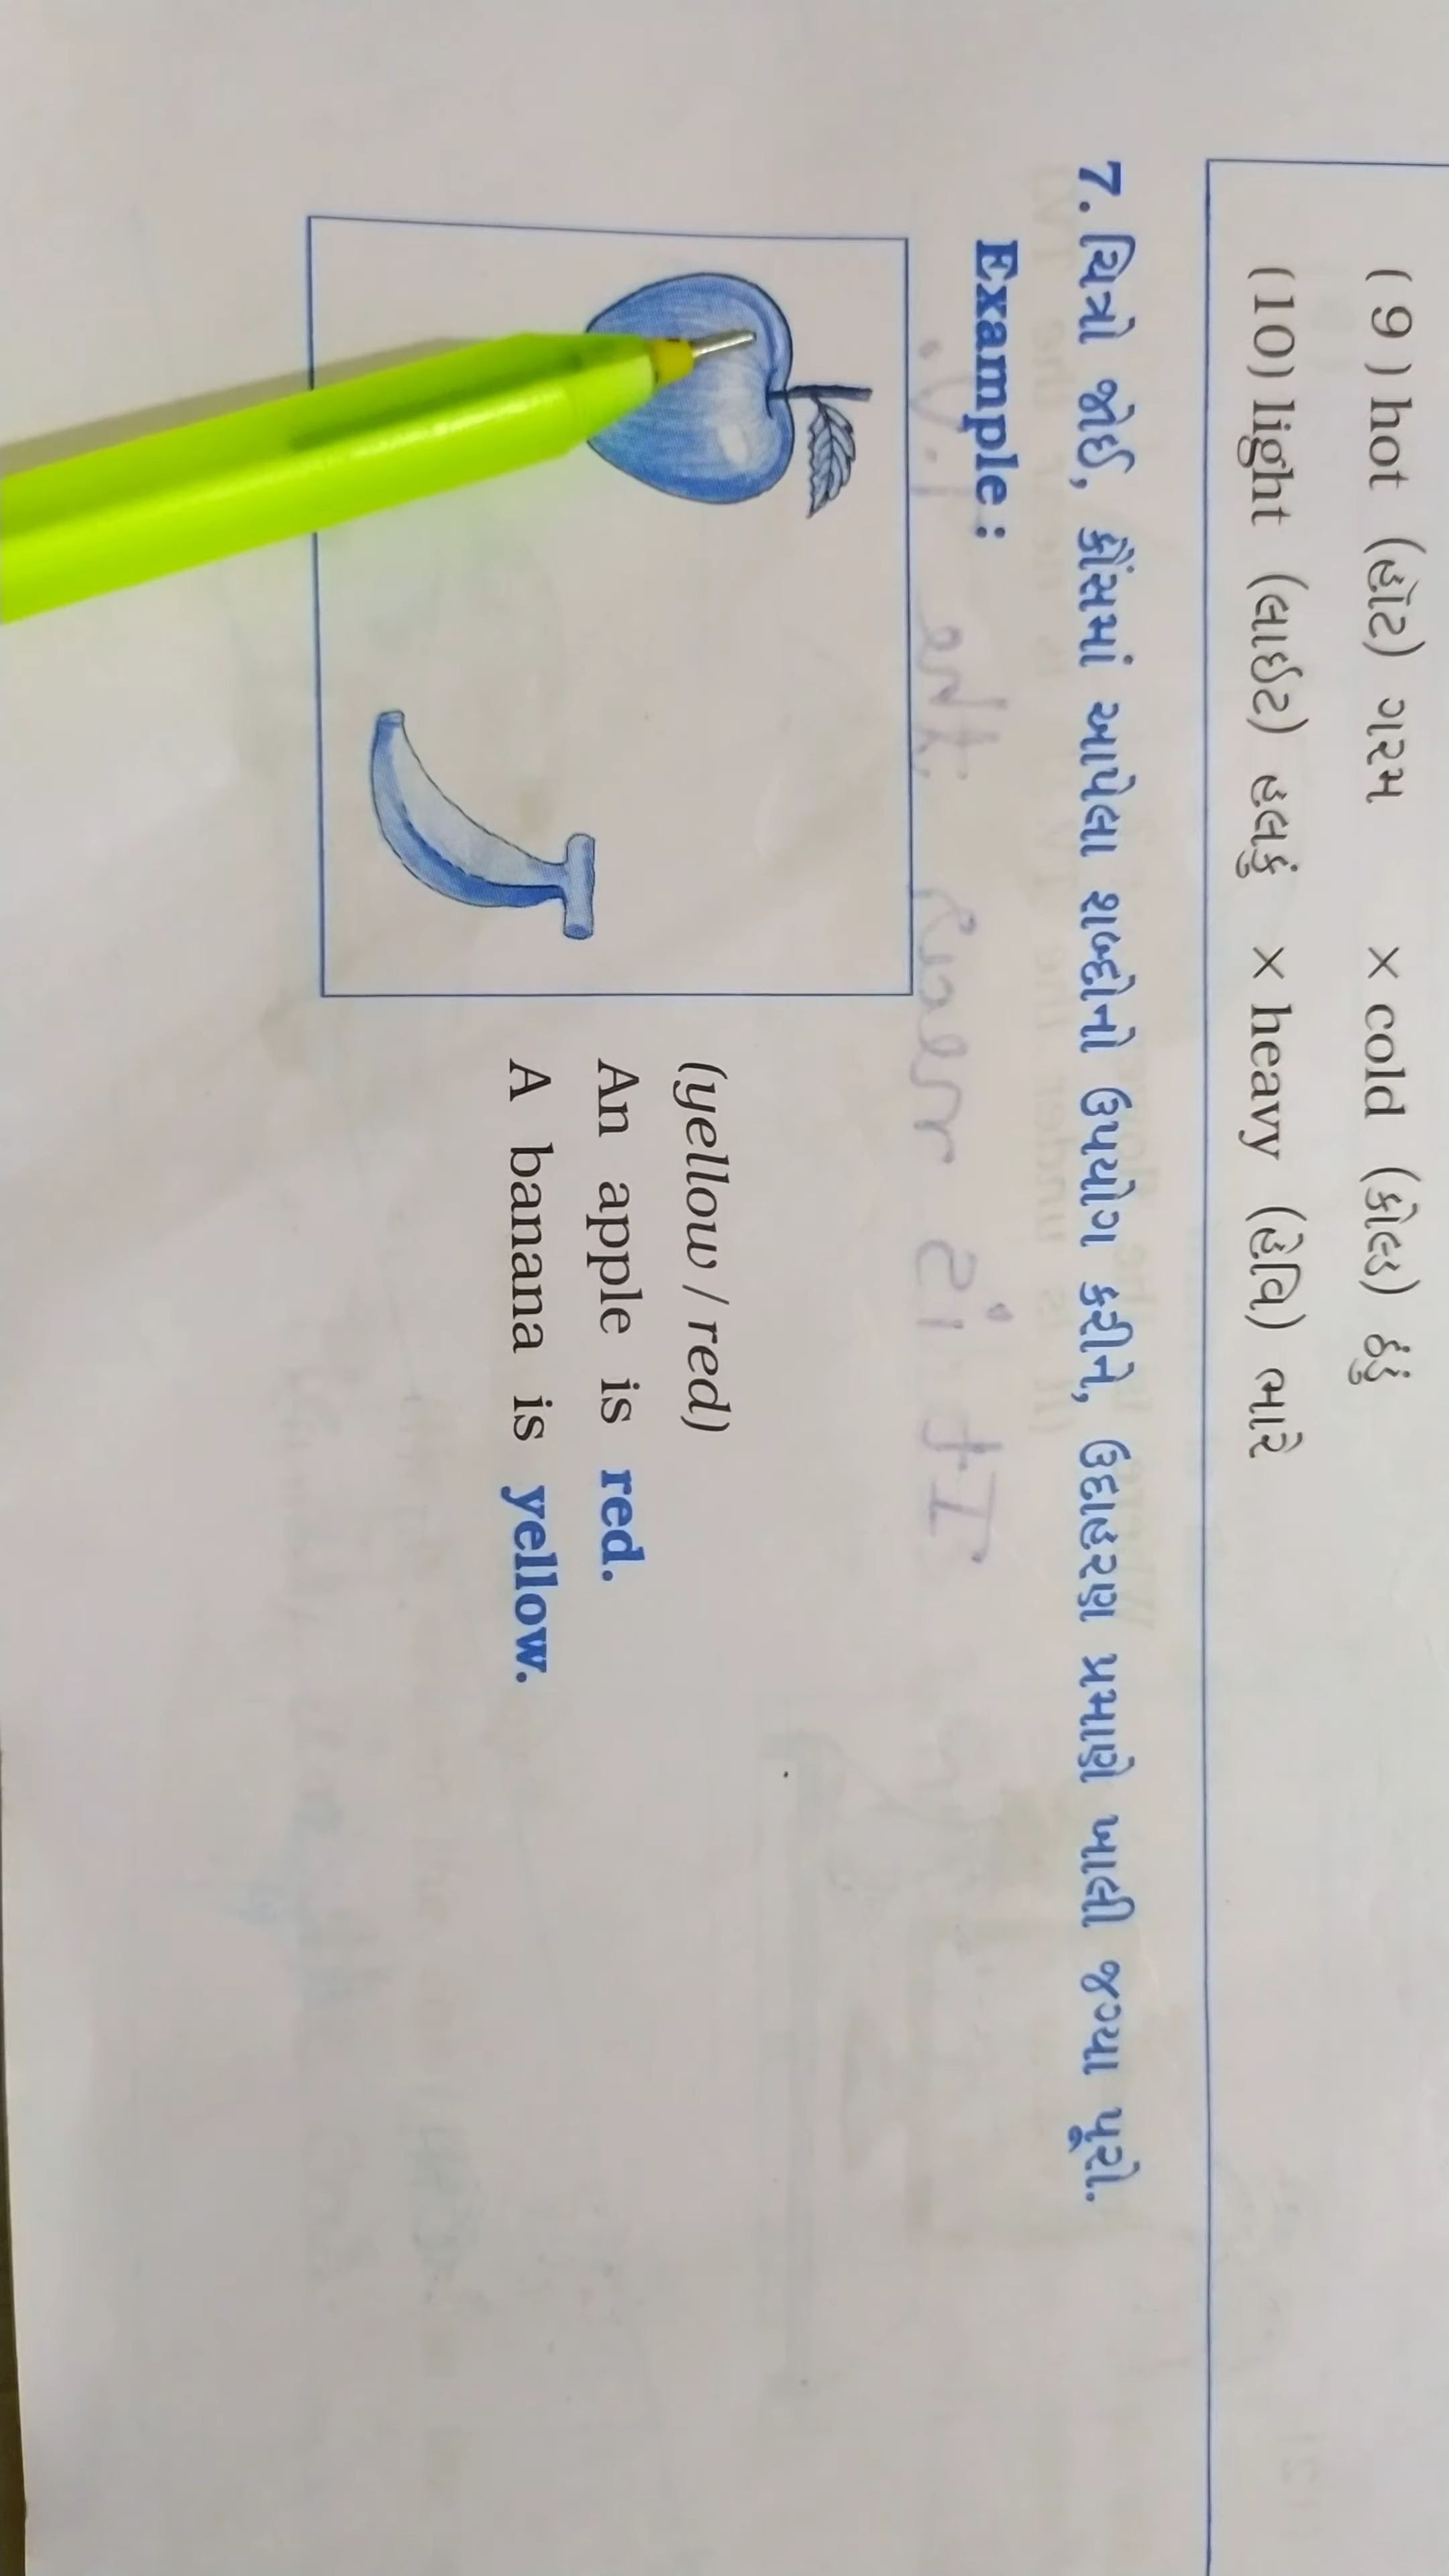 ( 9 ) hot (હૉટ) ગરમ × cold (કોલ્ડ) ઠંડું
(10) light (લાઇટ) હલકું × heavy (હેવિ) ભારે
7. ચિત્રો જોઈ, કૌંસમાં આપેલા શબ્દોનો ઉપયોગ કરીને, ઉદાહરણ પ્રમાણે ખાલી જગ્યા પૂરો.
Example :
(yellow / red)
An apple is red.
A banana is yellow.